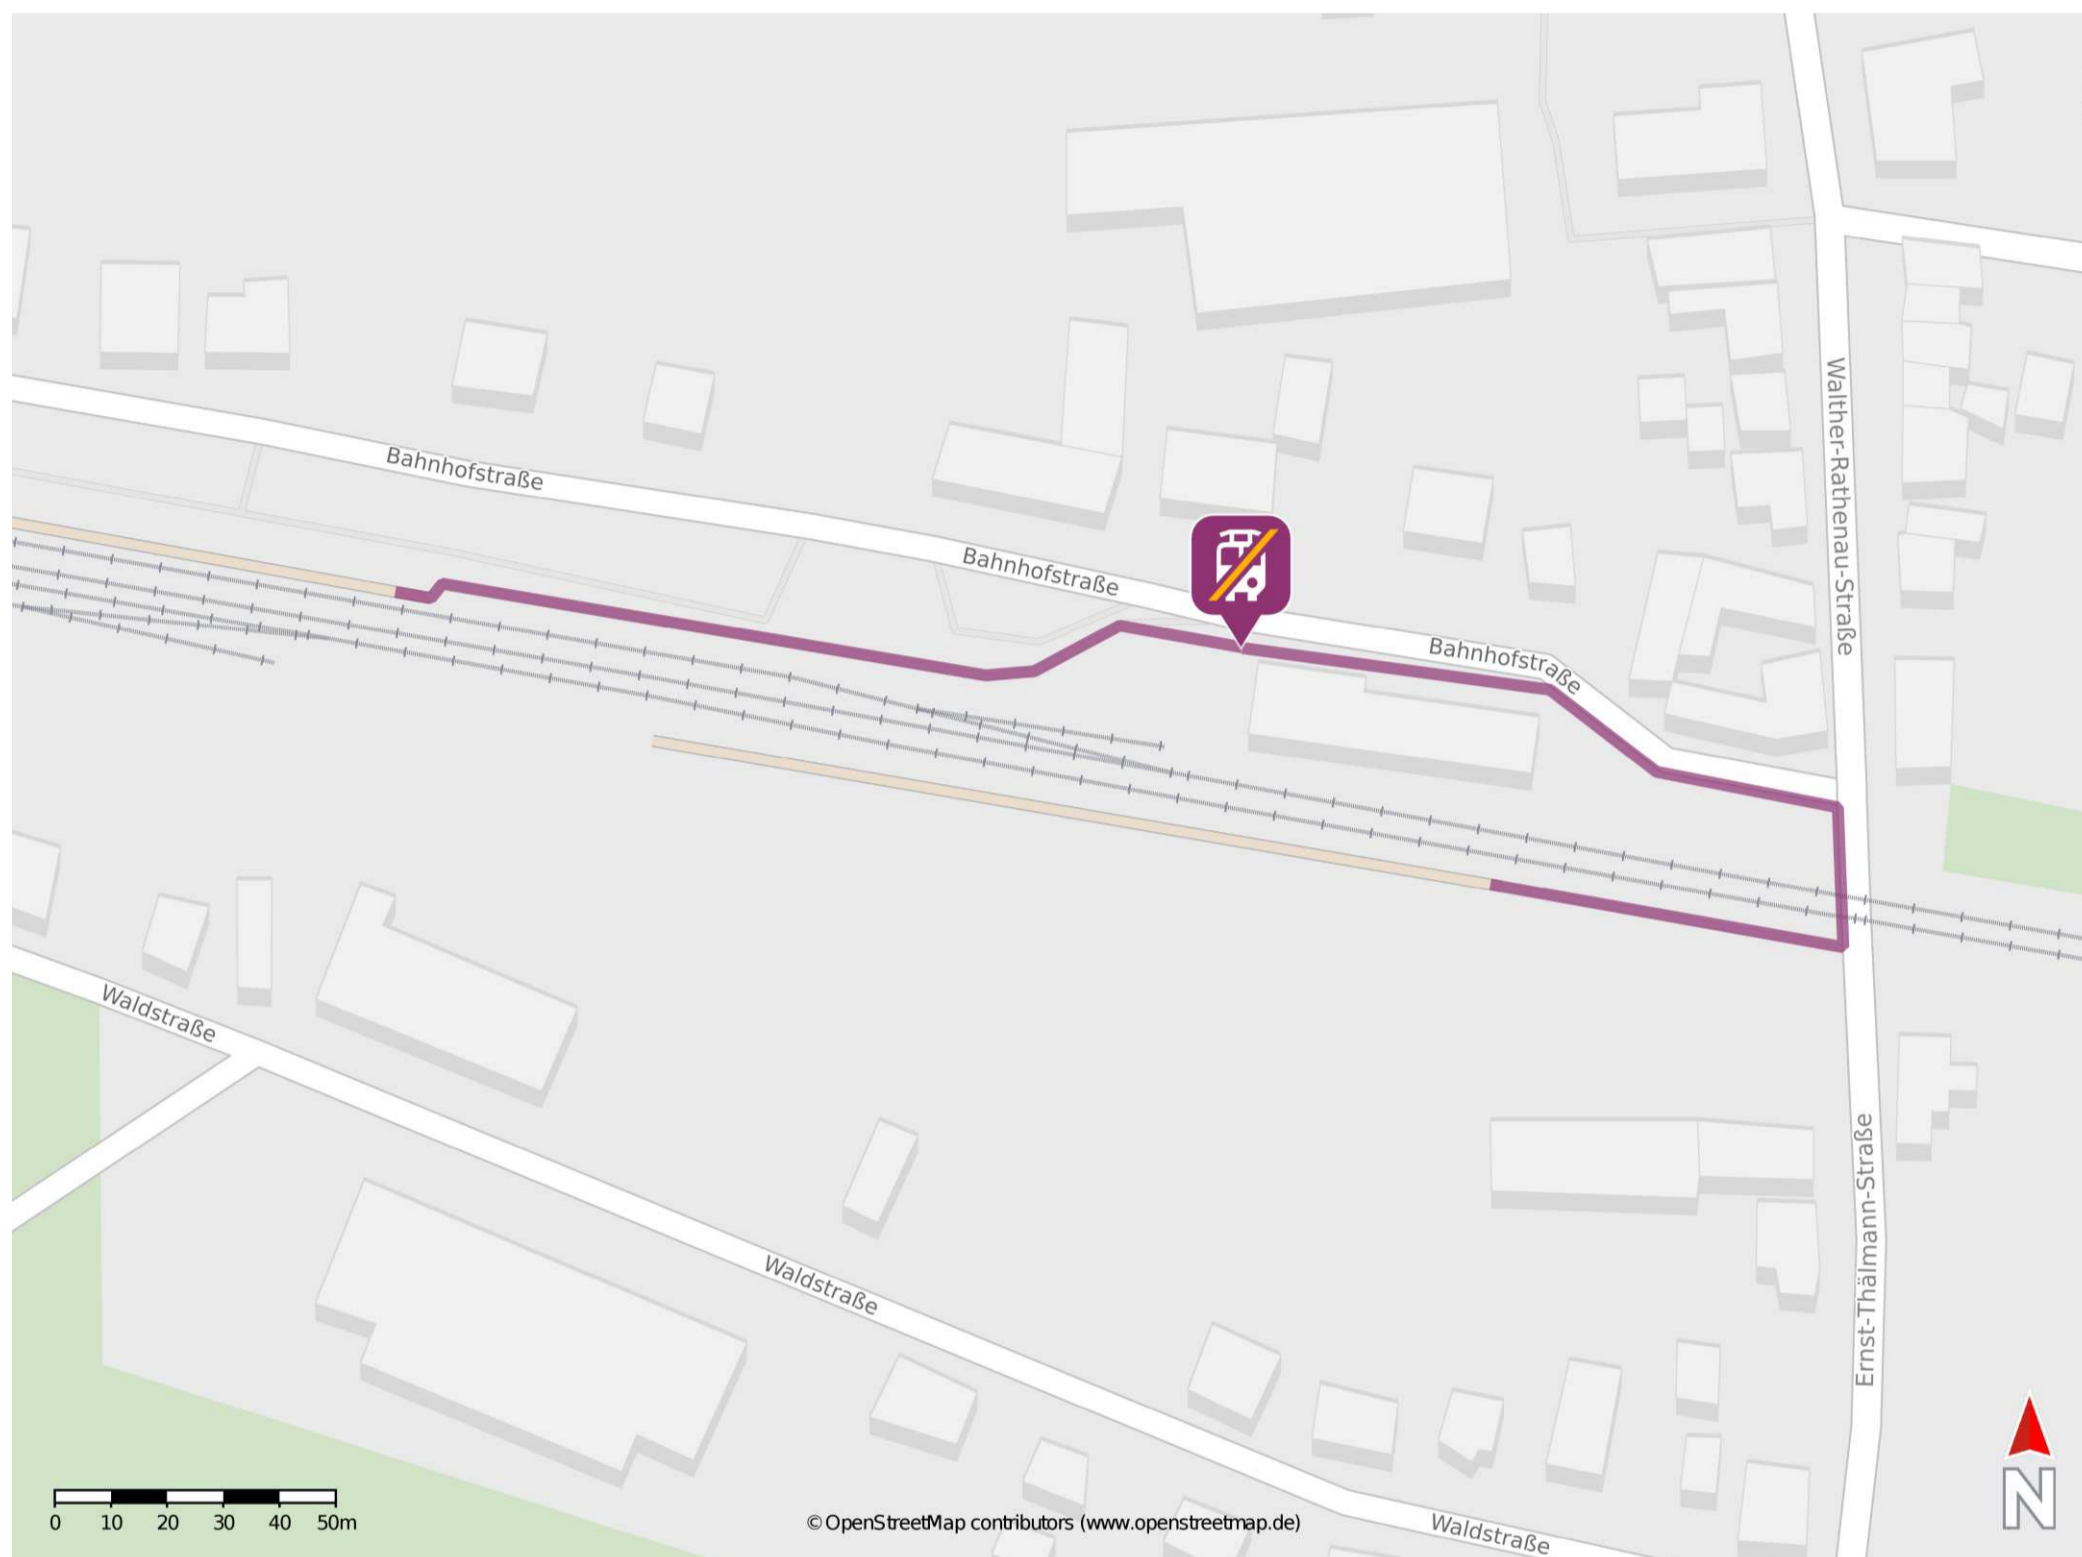 Walther-Rathenau-Straße
Bahnhofstraße
Bahnhofstraße
Bahnhofstraße
Waldstraße
Ernst-Thälmann-Straße
Waldstraße
Waldstraße
0 10 20 30 40 50m
© OpenStreetMap contributors (www.openstreetmap.de)
N